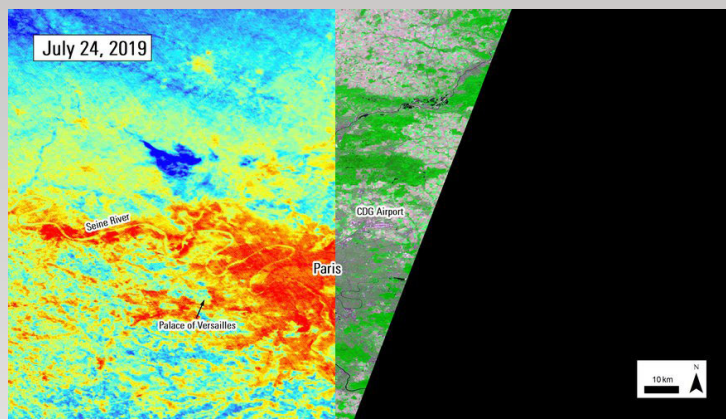 July 24, 2019
Seine River
CDG Airport
Paris
Palace of Versailles
N
10 km